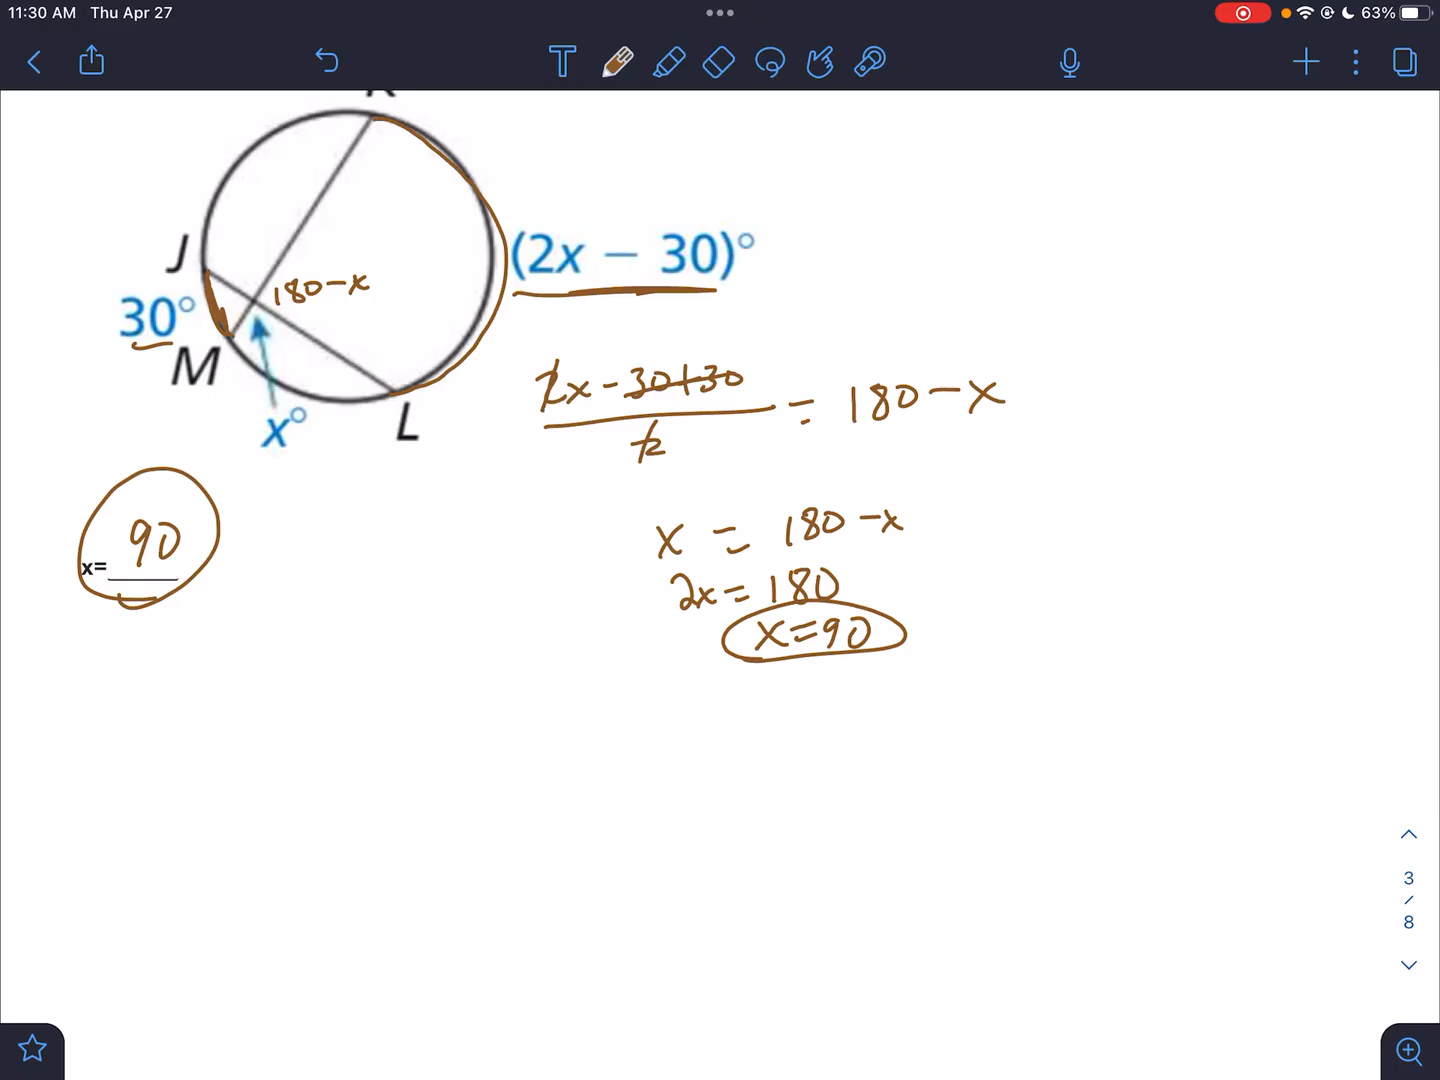 11:30 AM Thu Apr 27
63%
J
180-x
(2x − 30)°
30°
M
x°
L
2x-30+30
= 180-x
2
x = 180-x
2x = 180
x=90
x= 90
3
/
8